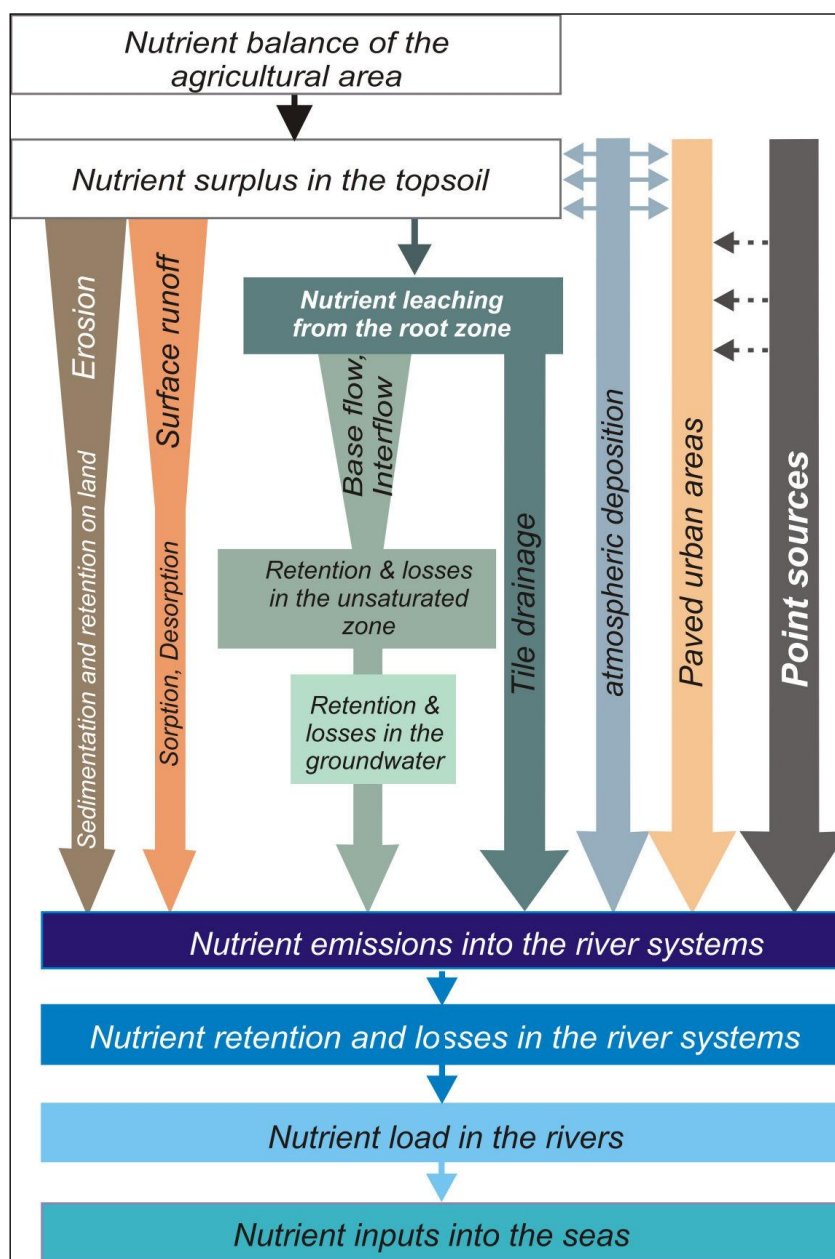 Nutrient balance of the
agricultural area
Nutrient surplus in the topsoil
Erosion
Sedimentation and retention on land
Surface runoff
Sorption, Desorption
Nutrient leaching
from the root zone
Base flow,
Interflow
Retention & losses
in the unsaturated
zone
Retention &
losses in the
groundwater
Tile drainage
atmospheric deposition
Paved urban areas
Point sources
Nutrient emissions into the river systems
Nutrient retention and losses in the river systems
Nutrient load in the rivers
Nutrient inputs into the seas